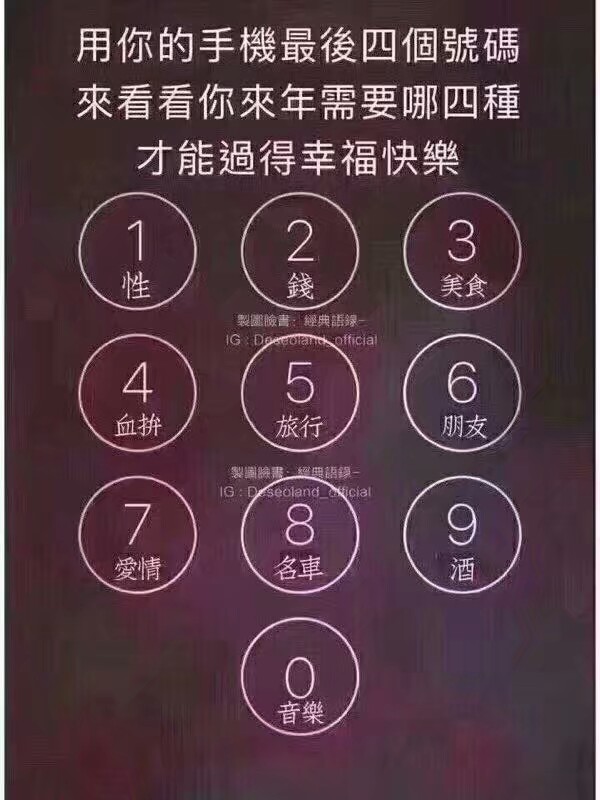 用你的手機最後四個號碼
來看看你來年需要哪四種
才能過得幸福快樂
1 2 3
性 錢 美食
製圖臉書：經典語錄-
IG : Deseoland_official
4 5 6
血拚 旅行 朋友
製圖臉書：經典語錄-
IG : Deseoland_official
7 8 9
愛情 名車 酒
0
音樂